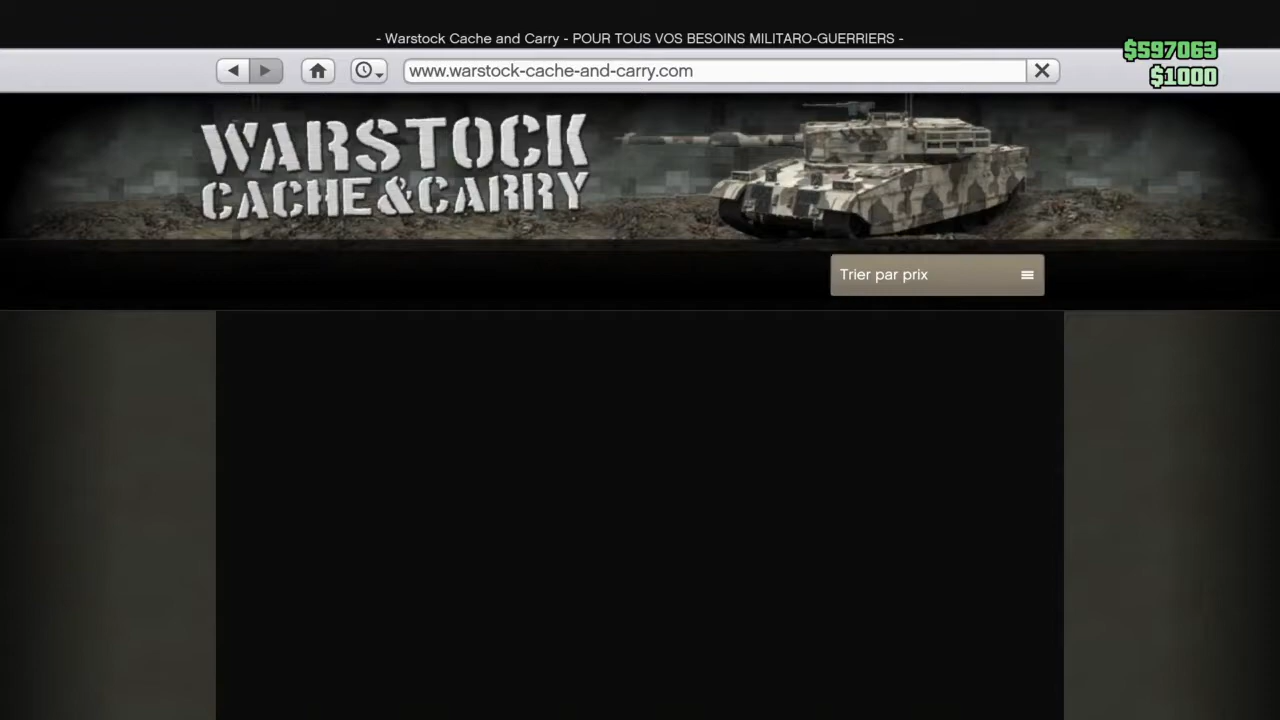 - Warstock Cache and Carry - POUR TOUS VOS BESOINS MILITARO-GUERRIERS -
$597063
www.warstock-cache-and-carry.com
$1000
WARSTOCK
CACHE&CARRY
Trier par prix